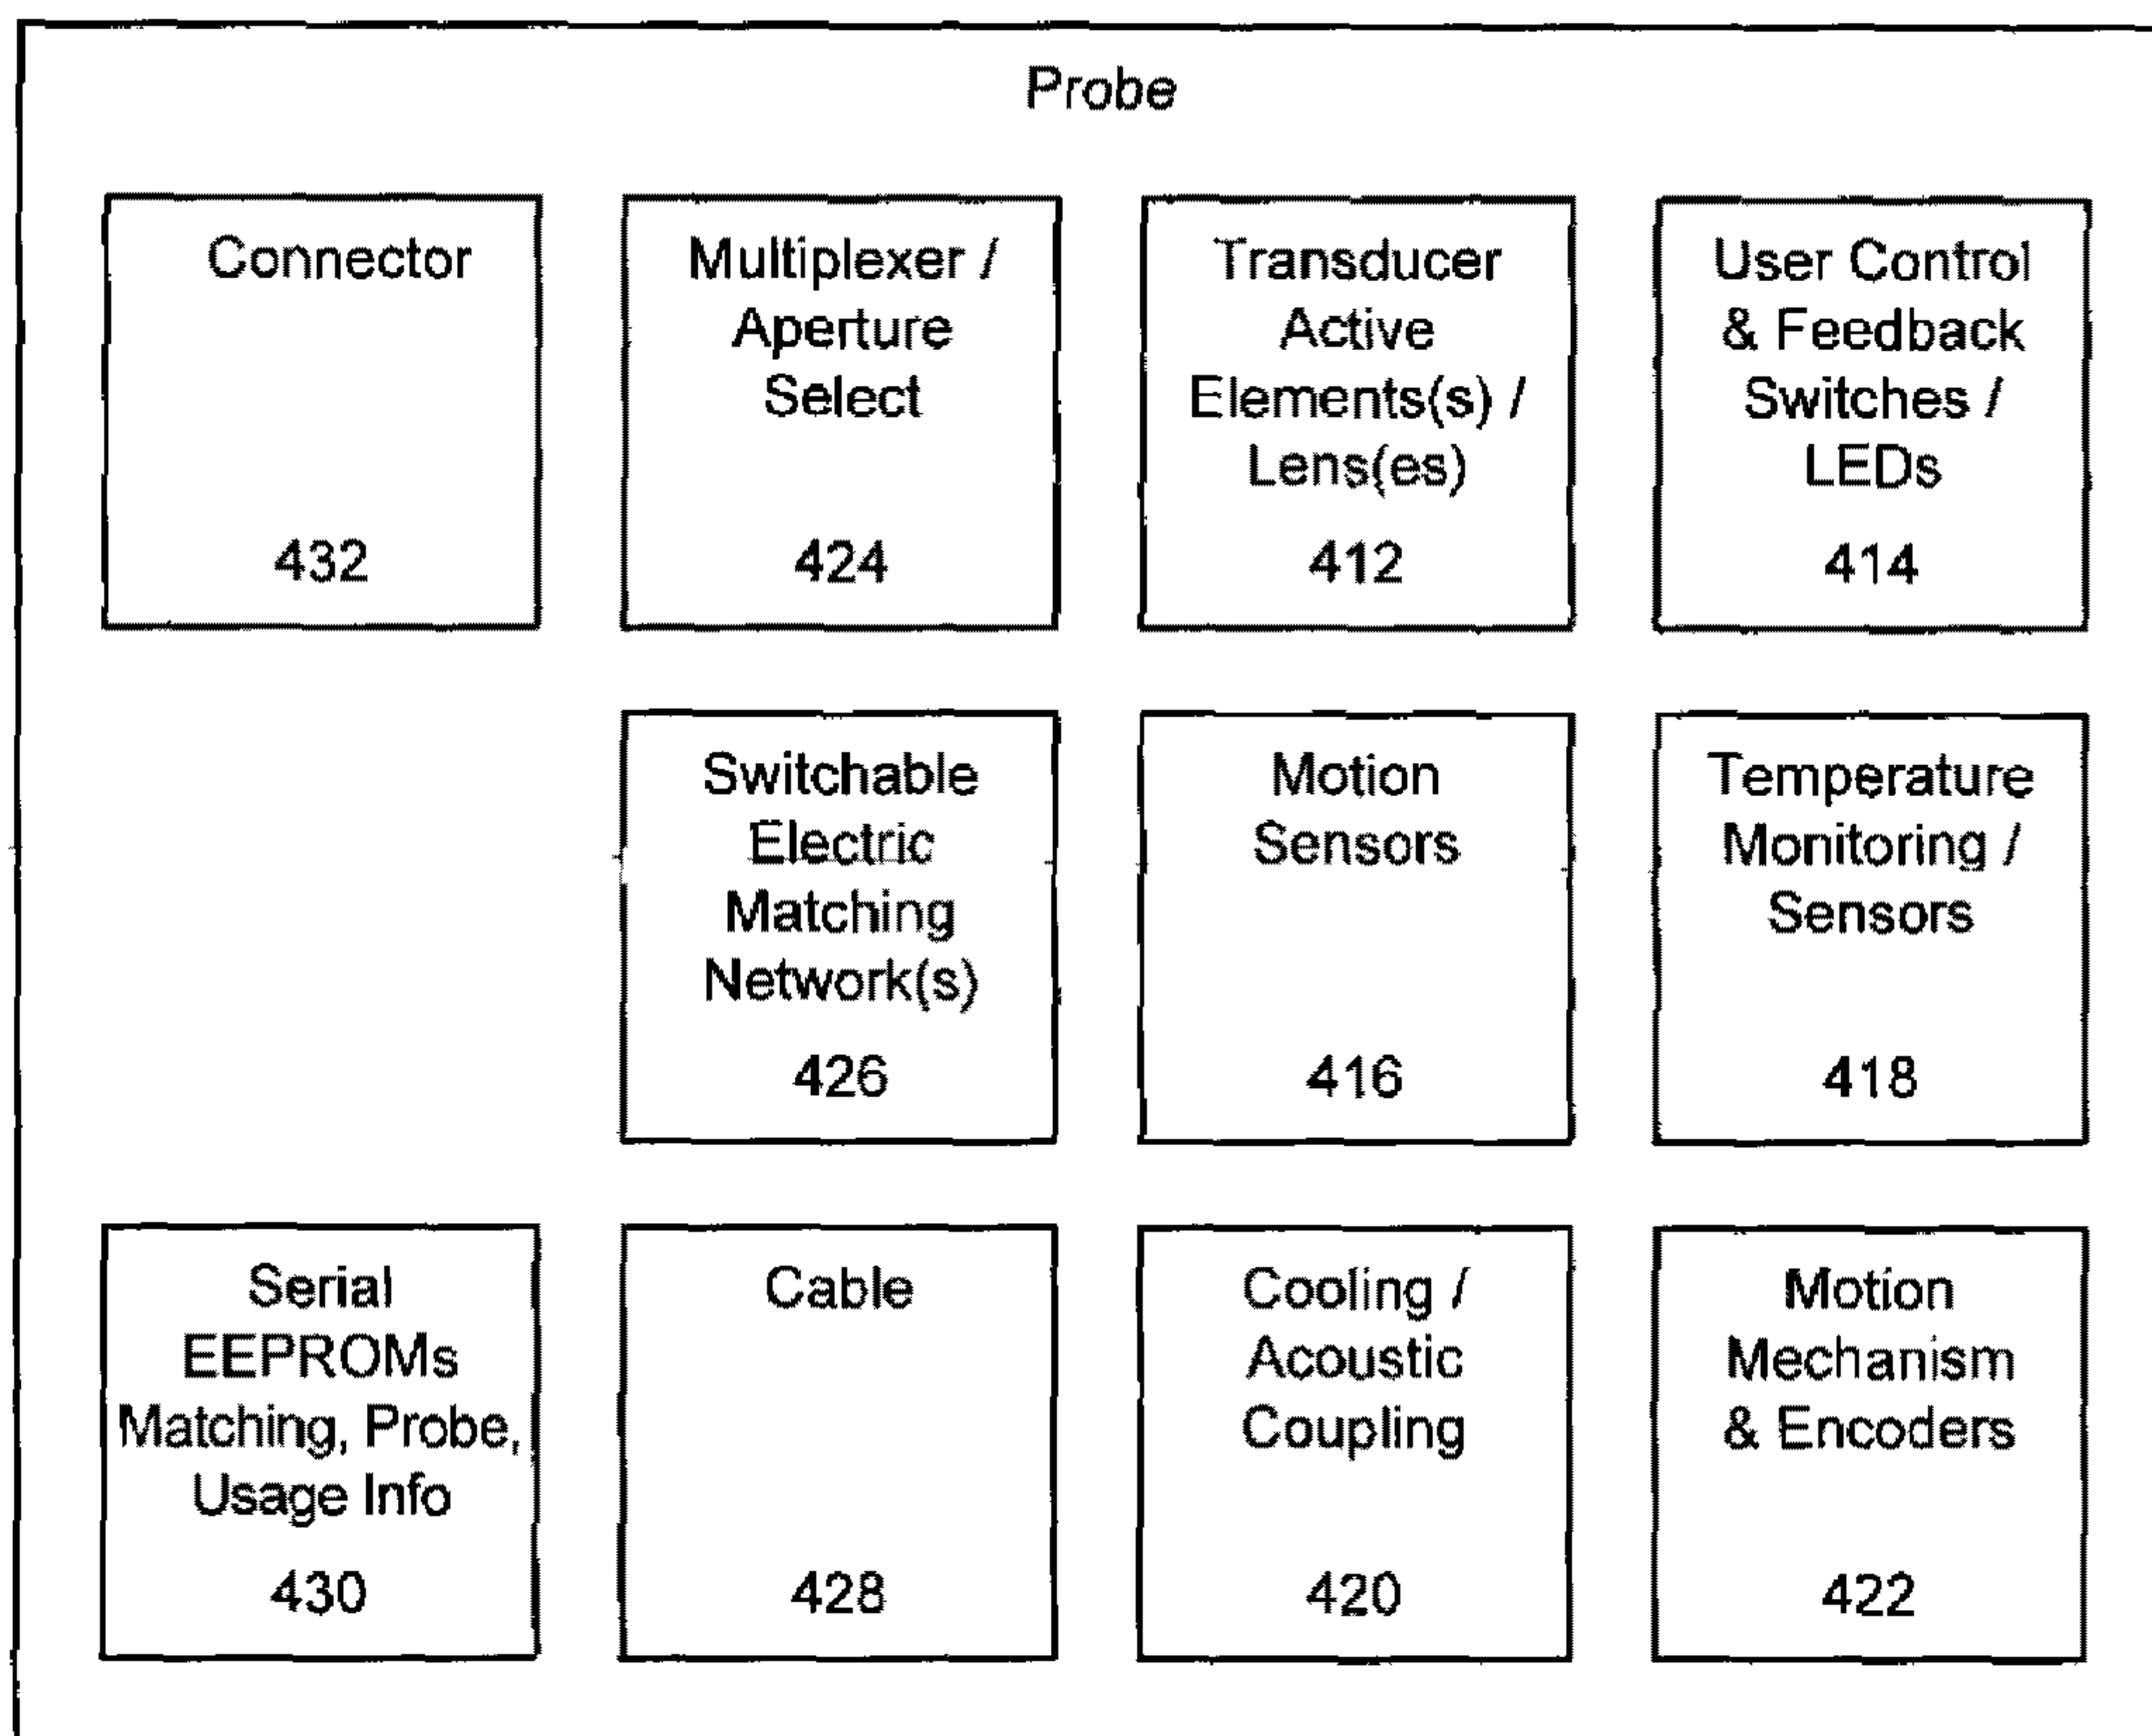 Probe
Connector
432
Multiplexer /
Aperture
Select
424
Transducer
Active
Elements(s) /
Lens(es)
412
User Control
& Feedback
Switches /
LEDs
414
Switchable
Electric
Matching
Network(s)
426
Motion
Sensors
416
Temperature
Monitoring /
Sensors
418
Serial
EEPROMs
Matching, Probe,
Usage Info
430
Cable
428
Cooling /
Acoustic
Coupling
420
Motion
Mechanism
& Encoders
422